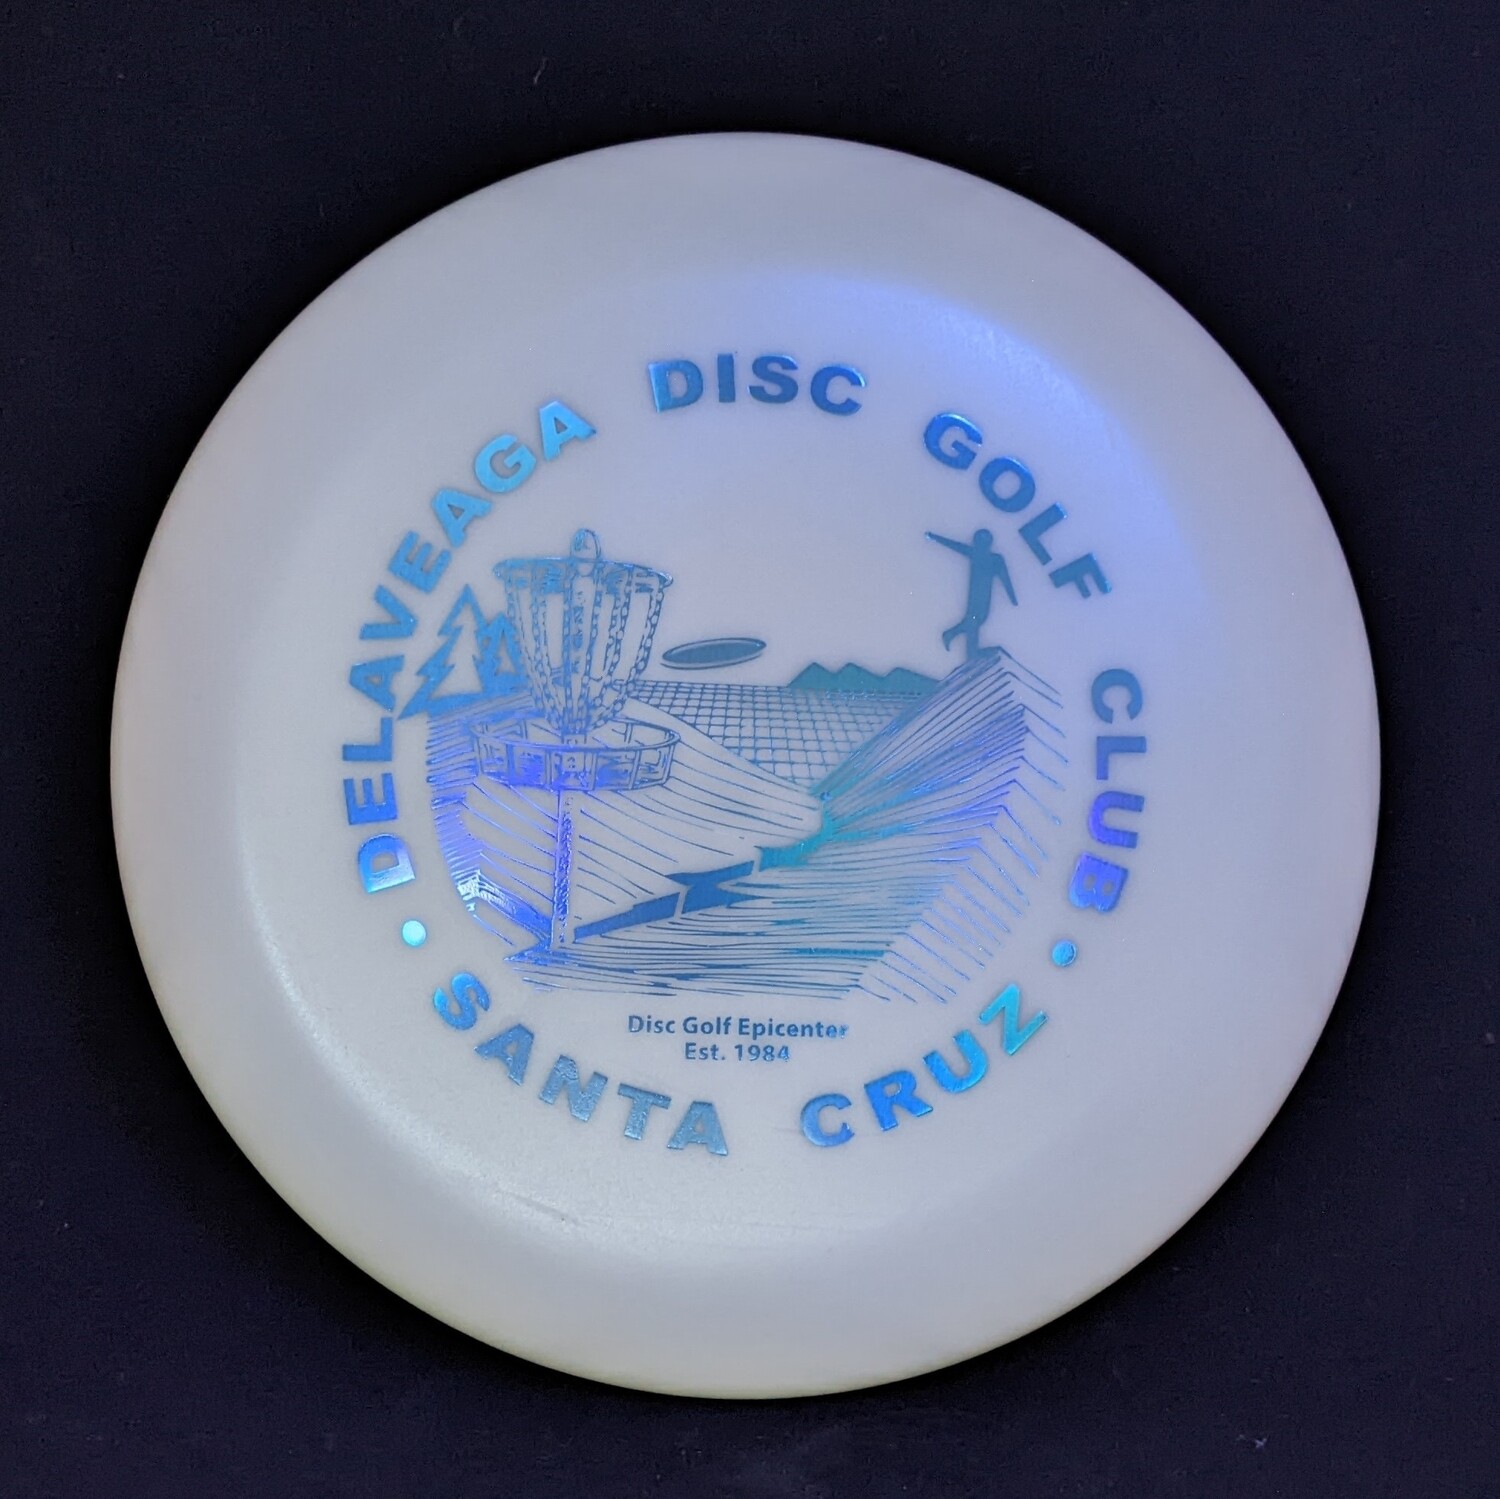 DELAVEAGA DISC GOLF CLUB
• SANTA CRUZ •
Disc Golf Epicenter
Est. 1984